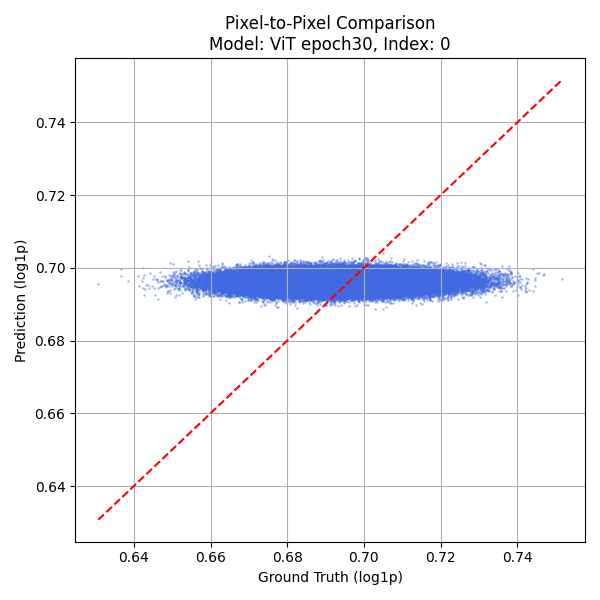 Pixel-to-Pixel Comparison
Model: ViT epoch30, Index: 0
0.74
0.72
0.70
0.68
0.66
0.64
Prediction (log1p)
0.64 0.66 0.68 0.70 0.72 0.74
Ground Truth (log1p)